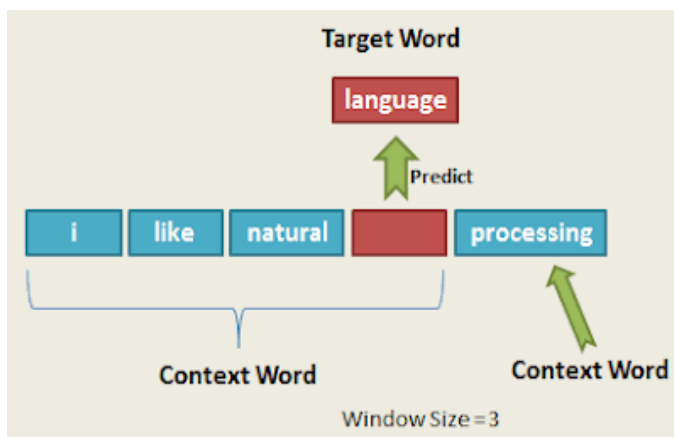 Target Word
language
Predict
i like natural processing
Context Word
Context Word
Window Size = 3